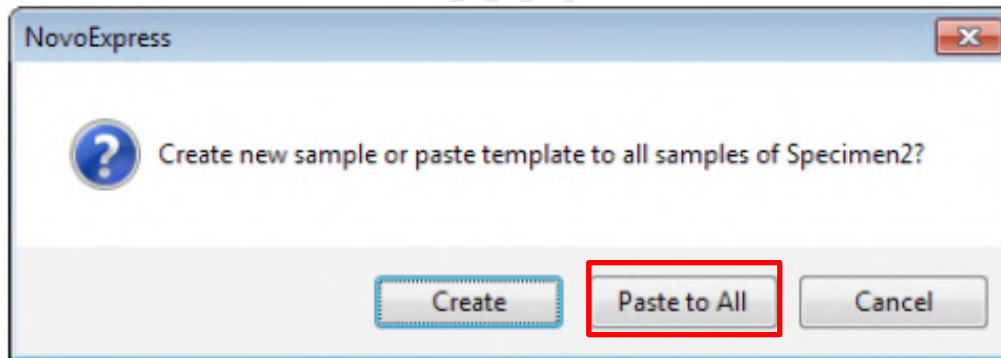 NovoExpress
Create new sample or paste template to all samples of Specimen2?
Create Paste to All Cancel